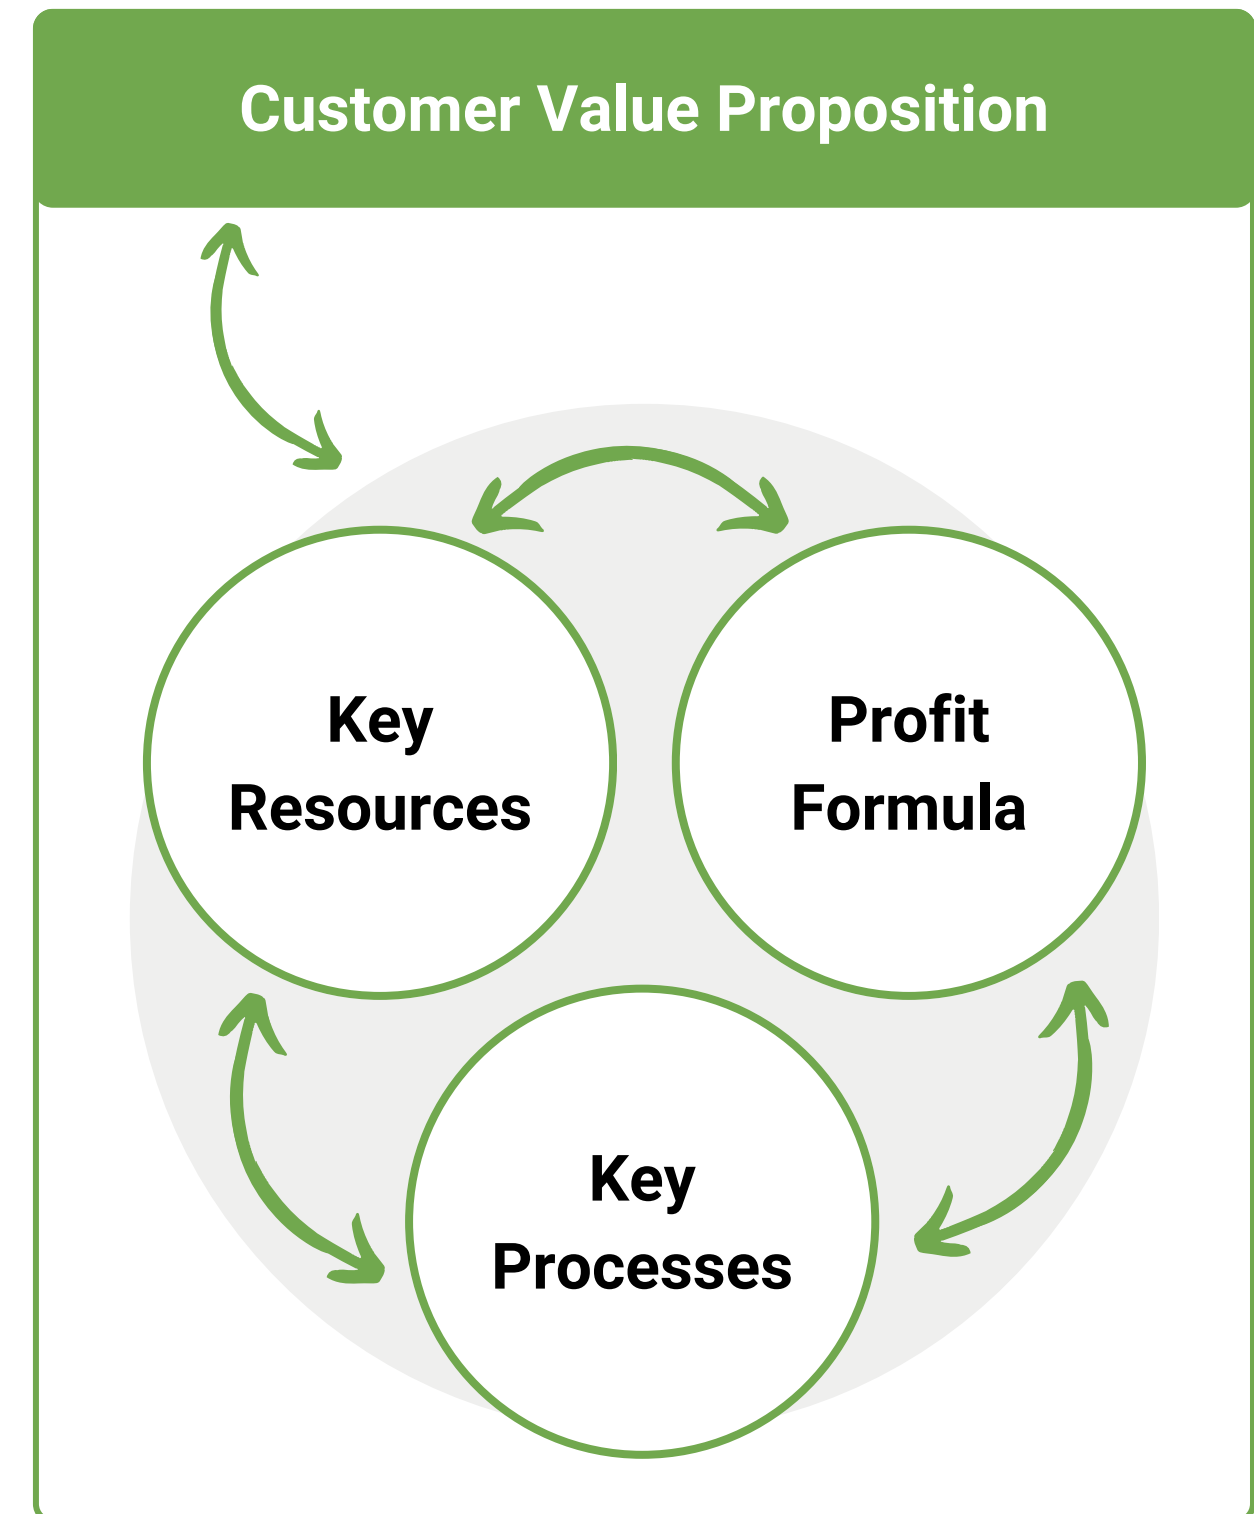 Customer Value Proposition
Key
Resources
Profit
Formula
Key
Processes